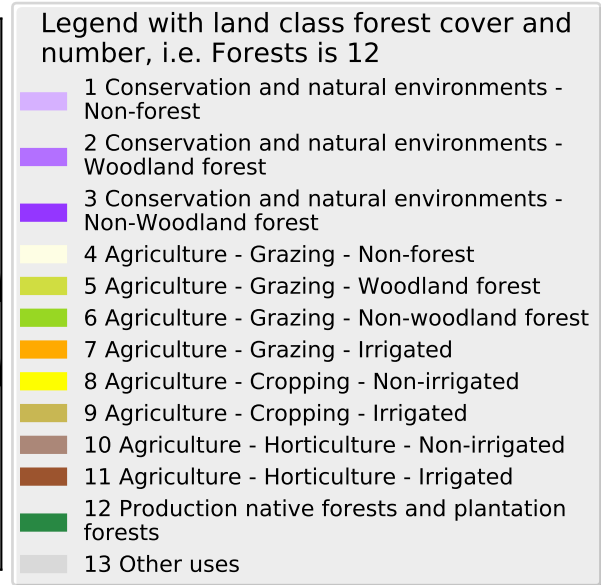 Legend with land class forest cover and
number, i.e. Forests is 12
1 Conservation and natural environments -
Non-forest
2 Conservation and natural environments -
Woodland forest
3 Conservation and natural environments -
Non-Woodland forest
4 Agriculture - Grazing - Non-forest
5 Agriculture - Grazing - Woodland forest
6 Agriculture - Grazing - Non-woodland forest
7 Agriculture - Grazing - Irrigated
8 Agriculture - Cropping - Non-irrigated
9 Agriculture - Cropping - Irrigated
10 Agriculture - Horticulture - Non-irrigated
11 Agriculture - Horticulture - Irrigated
12 Production native forests and plantation
forests
13 Other uses